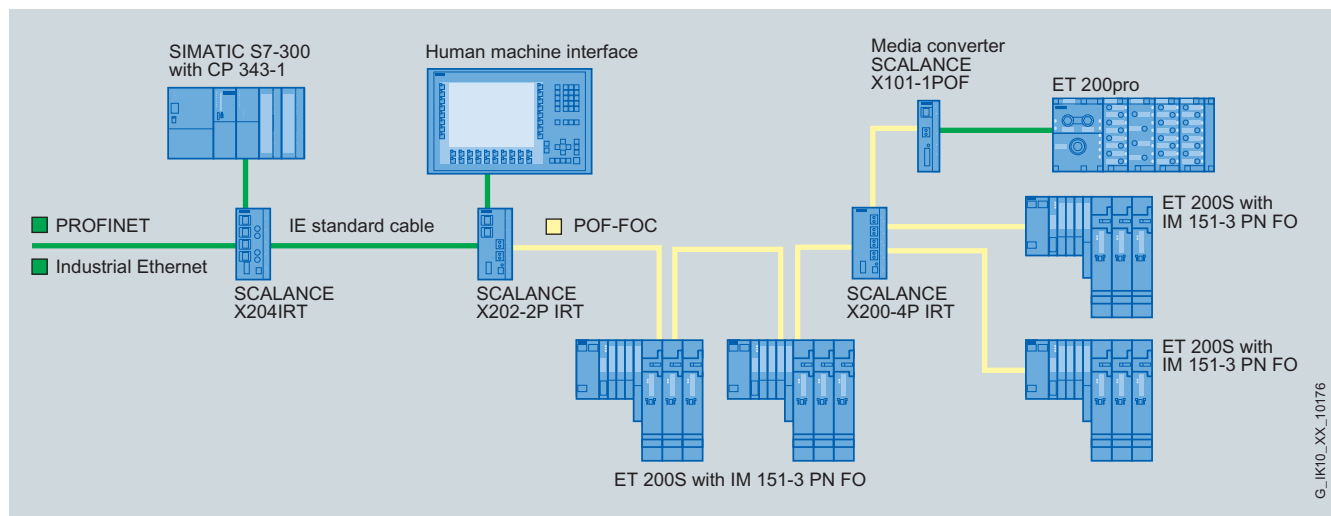 SIMATIC S7-300
with CP 343-1
Human machine interface
Media converter
SCALANCE
X101-1POF
ET 200pro
PROFINET
IE standard cable
POF-FOC
Industrial Ethernet
SCALANCE
X204IRT
SCALANCE
X202-2P IRT
SCALANCE
X200-4P IRT
ET 200S with
IM 151-3 PN FO
ET 200S with
IM 151-3 PN FO
ET 200S with IM 151-3 PN FO
G_IK10_XX_10176